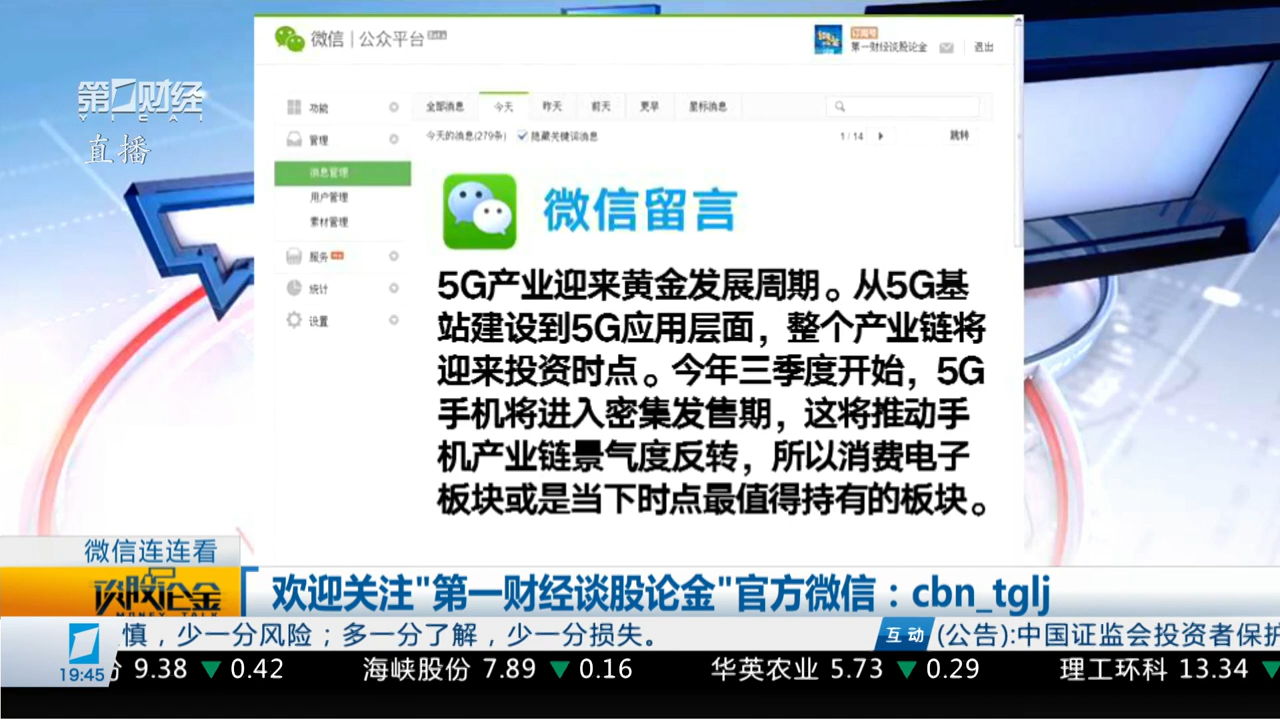 第一财经
YICAI
直播
微信 | 公众平台
订阅号
第一财经谈股论金
退出
功能
管理
消息管理
用户管理
素材管理
服务
统计
设置
全部消息 今天 昨天 前天 更早 星标消息
今天的消息(279条) 隐藏关键词消息 1 / 14 跳转
微信留言
5G产业迎来黄金发展周期。从5G基
站建设到5G应用层面，整个产业链将
迎来投资时点。今年三季度开始，5G
手机将进入密集发售期，这将推动手
机产业链景气度反转，所以消费电子
板块或是当下时点最值得持有的板块。
微信连连看
谈股论金
MONEY TALK
欢迎关注"第一财经谈股论金"官方微信：cbn_tglj
慎，少一分风险；多一分了解，少一分损失。
互动 (公告):中国证监会投资者保护
19:45
9.38 ▼ 0.42 海峡股份 7.89 ▼ 0.16 华英农业 5.73 ▼ 0.29 理工环科 13.34 ▼